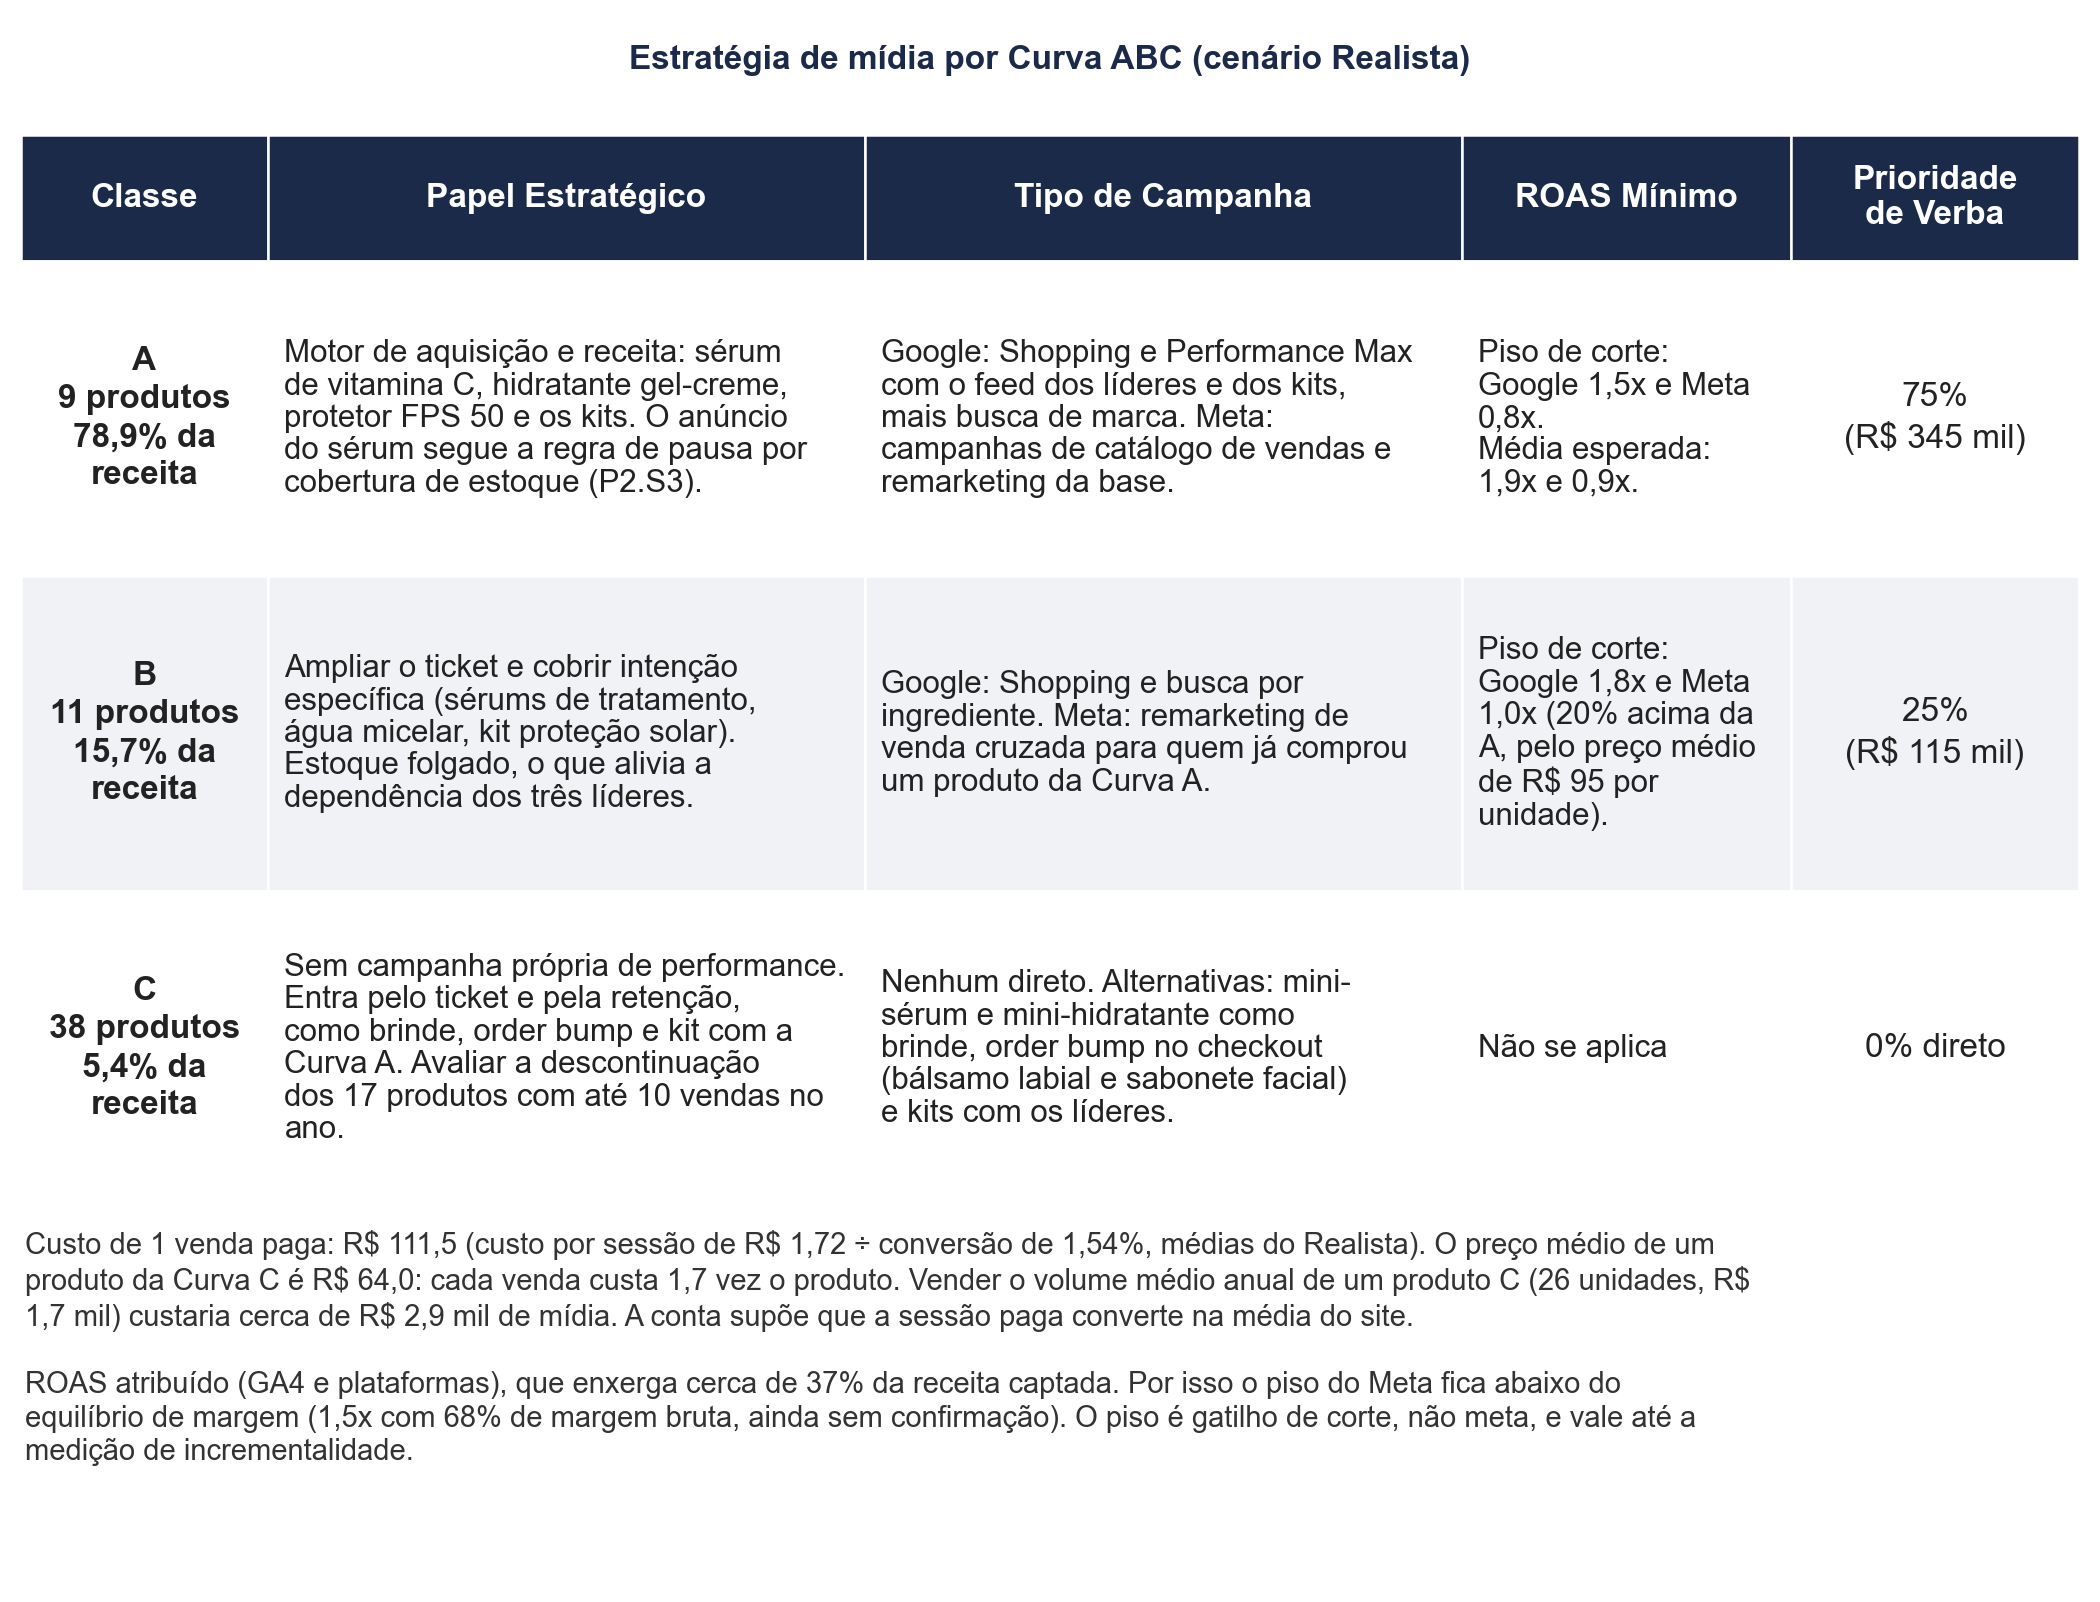 Estratégia de mídia por Curva ABC (cenário Realista)
Classe
Papel Estratégico
Tipo de Campanha
ROAS Mínimo
Prioridade
de Verba
A
9 produtos
78,9% da
receita
Motor de aquisição e receita: sérum
de vitamina C, hidratante gel-creme,
protetor FPS 50 e os kits. O anúncio
do sérum segue a regra de pausa por
cobertura de estoque (P2.S3).
Google: Shopping e Performance Max
com o feed dos líderes e dos kits,
mais busca de marca. Meta:
campanhas de catálogo de vendas e
remarketing da base.
Piso de corte:
Google 1,5x e Meta
0,8x.
Média esperada:
1,9x e 0,9x.
75%
(R$ 345 mil)
B
11 produtos
15,7% da
receita
Ampliar o ticket e cobrir intenção
específica (sérums de tratamento,
água micelar, kit proteção solar).
Estoque folgado, o que alivia a
dependência dos três líderes.
Google: Shopping e busca por
ingrediente. Meta: remarketing de
venda cruzada para quem já comprou
um produto da Curva A.
Piso de corte:
Google 1,8x e Meta
1,0x (20% acima da
A, pelo preço médio
de R$ 95 por
unidade).
25%
(R$ 115 mil)
C
38 produtos
5,4% da
receita
Sem campanha própria de performance.
Entra pelo ticket e pela retenção,
como brinde, order bump e kit com a
Curva A. Avaliar a descontinuação
dos 17 produtos com até 10 vendas no
ano.
Nenhum direto. Alternativas: mini-
sérum e mini-hidratante como
brinde, order bump no checkout
(bálsamo labial e sabonete facial)
e kits com os líderes.
Não se aplica
0% direto
Custo de 1 venda paga: R$ 111,5 (custo por sessão de R$ 1,72 ÷ conversão de 1,54%, médias do Realista). O preço médio de um
produto da Curva C é R$ 64,0: cada venda custa 1,7 vez o produto. Vender o volume médio anual de um produto C (26 unidades, R$
1,7 mil) custaria cerca de R$ 2,9 mil de mídia. A conta supõe que a sessão paga converte na média do site.
ROAS atribuído (GA4 e plataformas), que enxerga cerca de 37% da receita captada. Por isso o piso do Meta fica abaixo do
equilíbrio de margem (1,5x com 68% de margem bruta, ainda sem confirmação). O piso é gatilho de corte, não meta, e vale até a
medição de incrementalidade.